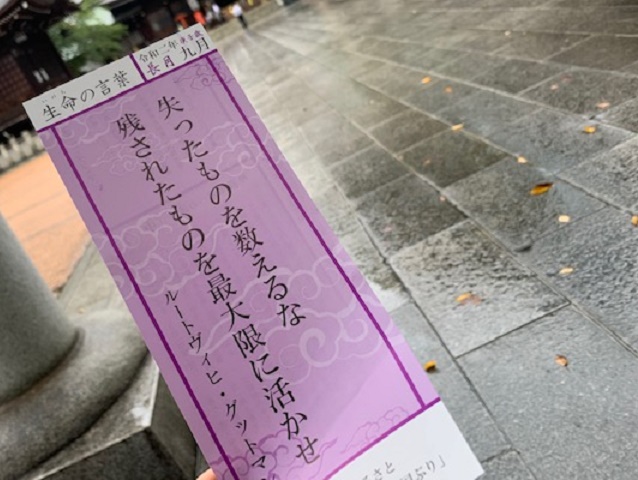 生命の言葉
令和二年
長月 九月
失ったものを数えるな
残されたものを最大限に活かせ
ルートヴィヒ・グットマ